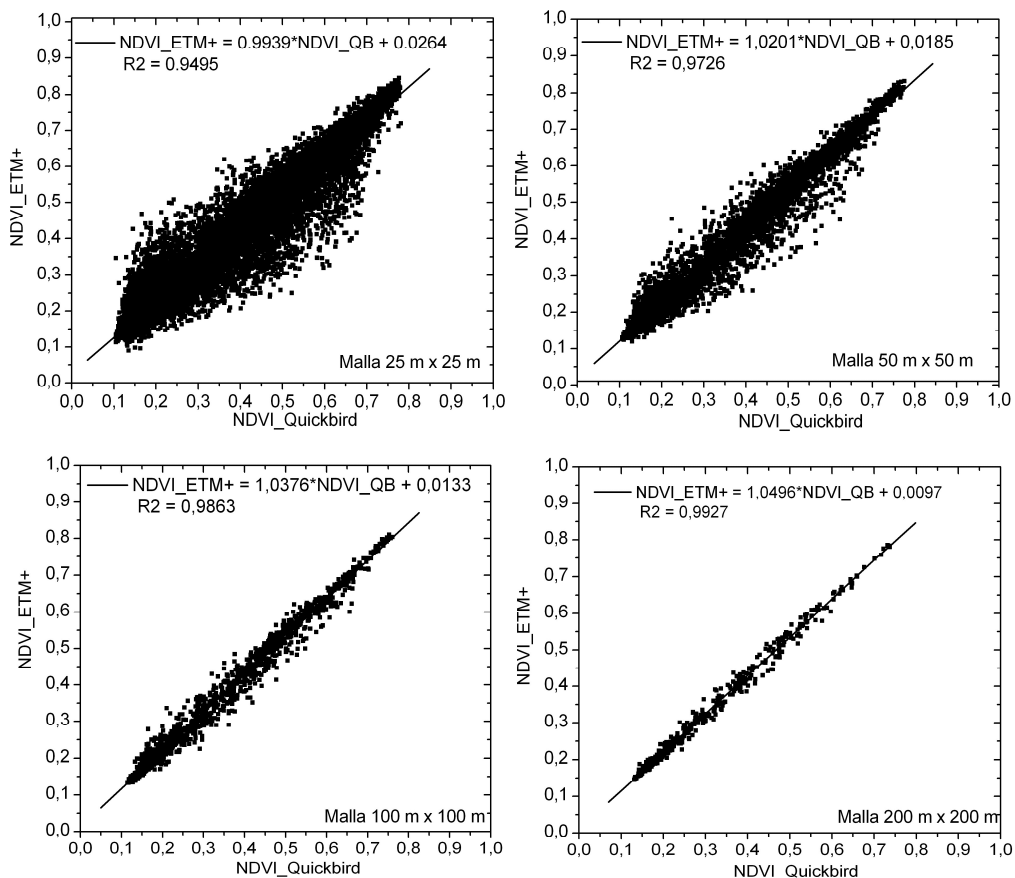 NDVI_ETM+ = 0.9939*NDVI_QB + 0.0264
R2 = 0.9495
1,0
0,9
0,8
0,7
0,6
0,5
0,4
0,3
0,2
0,1
0,0
NDVI_ETM+
Malla 25 m x 25 m
0,0 0,1 0,2 0,3 0,4 0,5 0,6 0,7 0,8 0,9 1,0
NDVI_Quickbird
NDVI_ETM+ = 1,0201*NDVI_QB + 0,0185
R2 = 0,9726
1,0
0,9
0,8
0,7
0,6
0,5
0,4
0,3
0,2
0,1
0,0
NDVI_ETM+
Malla 50 m x 50 m
0,0 0,1 0,2 0,3 0,4 0,5 0,6 0,7 0,8 0,9 1,0
NDVI_Quickbird
NDVI_ETM+ = 1,0376*NDVI_QB + 0,0133
R2 = 0,9863
1,0
0,9
0,8
0,7
0,6
0,5
0,4
0,3
0,2
0,1
0,0
NDVI_ETM+
Malla 100 m x 100 m
0,0 0,1 0,2 0,3 0,4 0,5 0,6 0,7 0,8 0,9 1,0
NDVI_Quickbird
NDVI_ETM+ = 1,0496*NDVI_QB + 0,0097
R2 = 0,9927
1,0
0,9
0,8
0,7
0,6
0,5
0,4
0,3
0,2
0,1
0,0
NDVI_ETM+
Malla 200 m x 200 m
0,0 0,1 0,2 0,3 0,4 0,5 0,6 0,7 0,8 0,9 1,0
NDVI_Quickbird